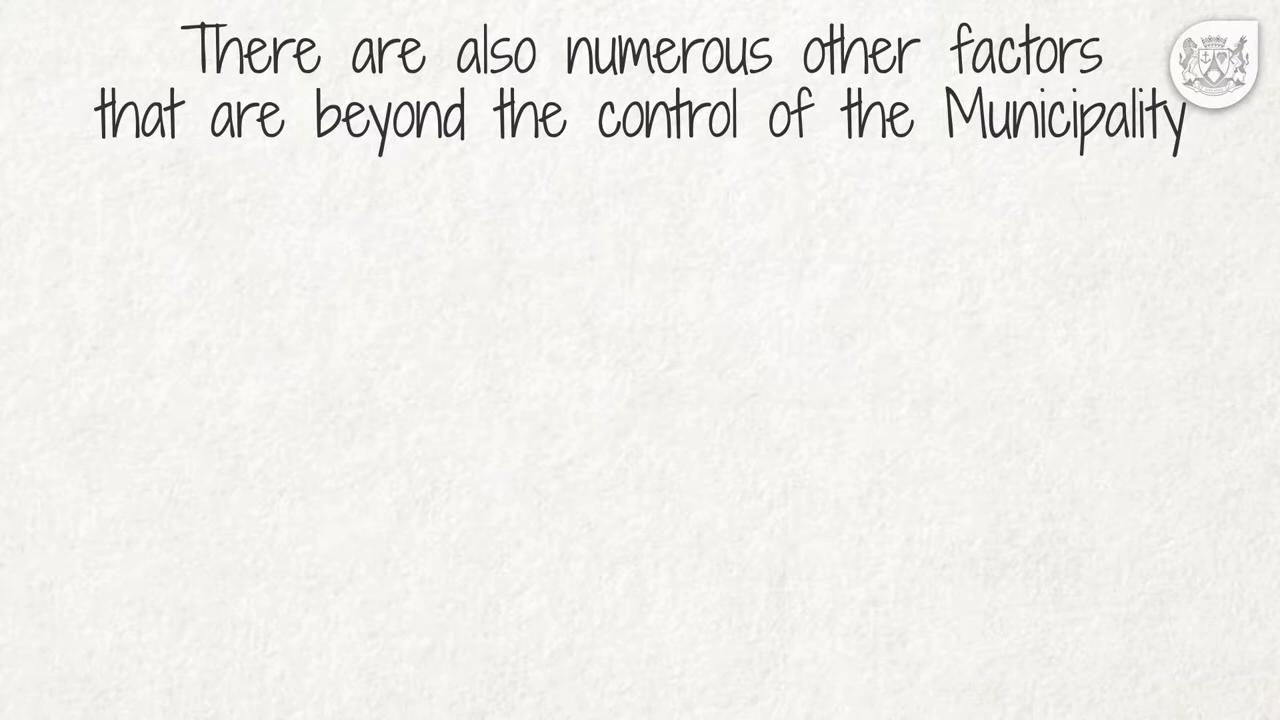 There are also numerous other factors
that are beyond the control of the Municipality